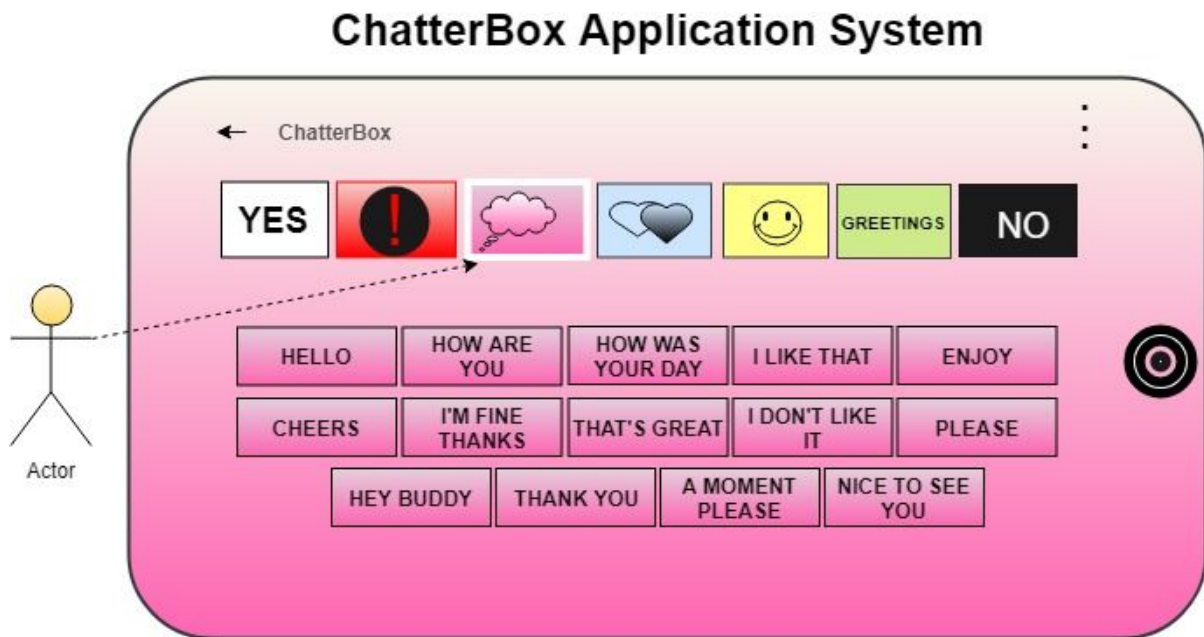 ChatterBox Application System
ChatterBox
YES
!
GREETINGS
NO
HELLO
HOW ARE
YOU
HOW WAS
YOUR DAY
I LIKE THAT
ENJOY
CHEERS
I'M FINE
THANKS
THAT'S GREAT
I DON'T LIKE
IT
PLEASE
HEY BUDDY
THANK YOU
A MOMENT
PLEASE
NICE TO SEE
YOU
Actor